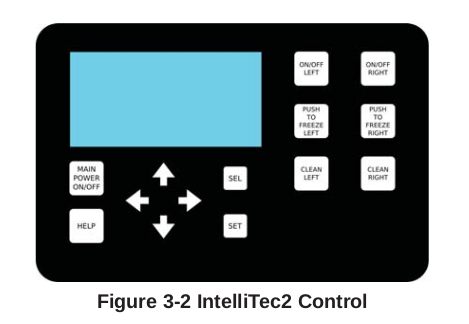 ON/OFF
LEFT
ON/OFF
RIGHT
PUSH
TO
FREEZE
LEFT
PUSH
TO
FREEZE
RIGHT
MAIN
POWER
ON/OFF
SEL
CLEAN
LEFT
CLEAN
RIGHT
HELP
SET
Figure 3-2 IntelliTec2 Control